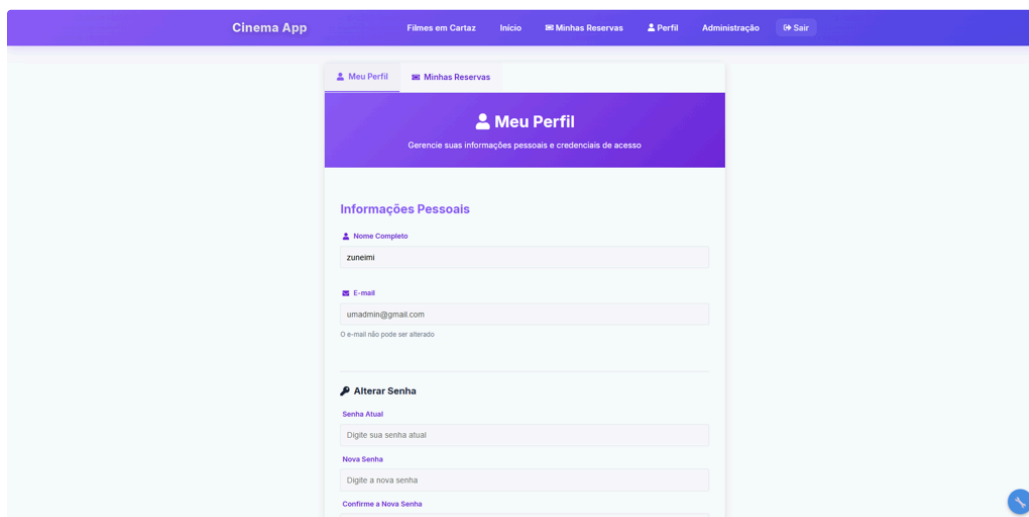 Cinema App
Filmes em Cartaz Início Minhas Reservas Perfil Administração Sair
Meu Perfil Minhas Reservas
Meu Perfil
Gerencie suas informações pessoais e credenciais de acesso
Informações Pessoais
Nome Completo
zuneimi
E-mail
umadmin@gmail.com
O e-mail não pode ser alterado
Alterar Senha
Senha Atual
Digite sua senha atual
Nova Senha
Digite a nova senha
Confirme a Nova Senha